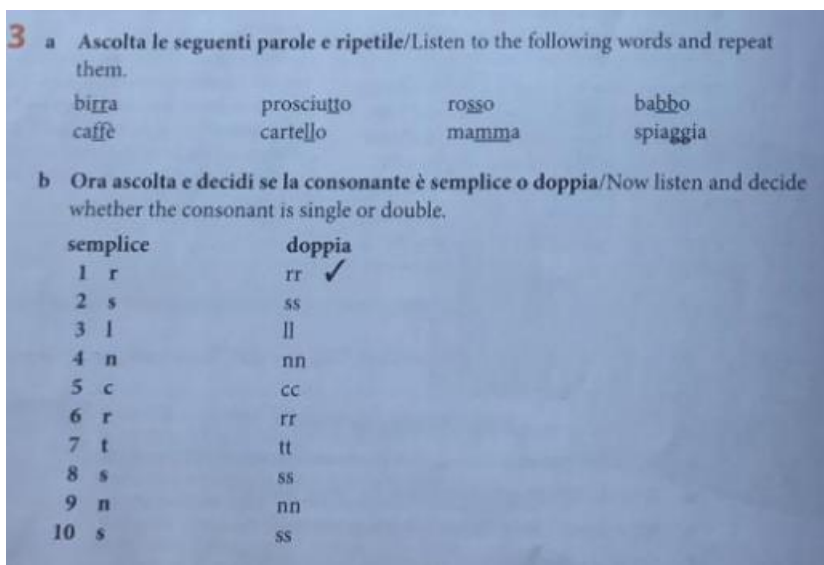 3 a Ascolta le seguenti parole e ripetile/Listen to the following words and repeat
them.
birra prosciutto rosso babbo
caffè cartello mamma spiaggia
b Ora ascolta e decidi se la consonante è semplice o doppia/Now listen and decide
whether the consonant is single or double.
semplice doppia
1 r rr ✓
2 s ss
3 l ll
4 n nn
5 c cc
6 r rr
7 t tt
8 s ss
9 n nn
10 s ss